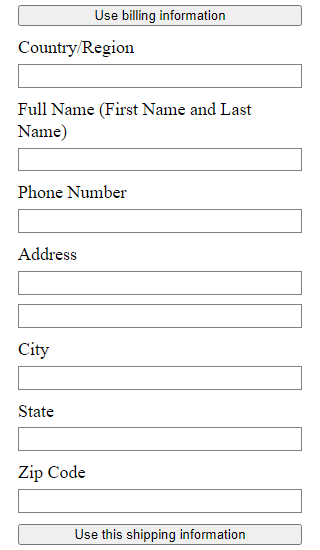 Use billing information
Country/Region
Full Name (First Name and Last
Name)
Phone Number
Address
City
State
Zip Code
Use this shipping information